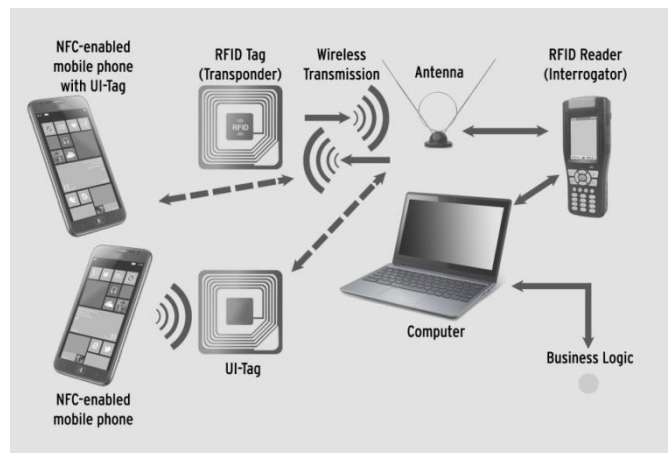 NFC-enabled
mobile phone
with UI-Tag
RFID Tag
(Transponder)
Wireless
Transmission
Antenna
RFID Reader
(Interrogator)
RFID
UI-Tag
Computer
Business Logic
NFC-enabled
mobile phone